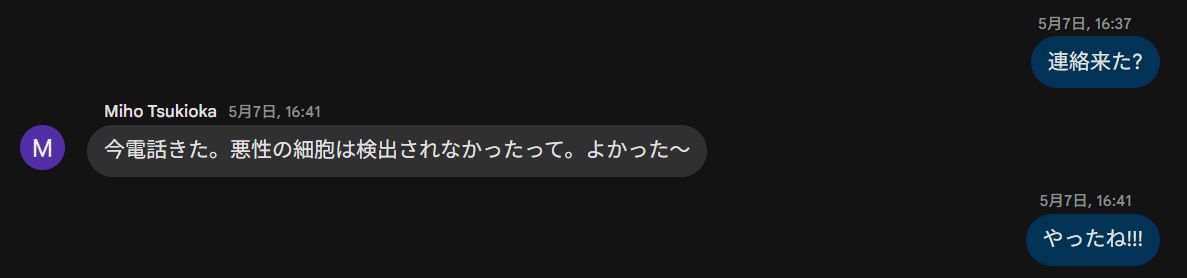 5月7日, 16:37
連絡来た?
Miho Tsukioka 5月7日, 16:41
M
今電話きた。悪性の細胞は検出されなかったって。よかった〜
5月7日, 16:41
やったね!!!